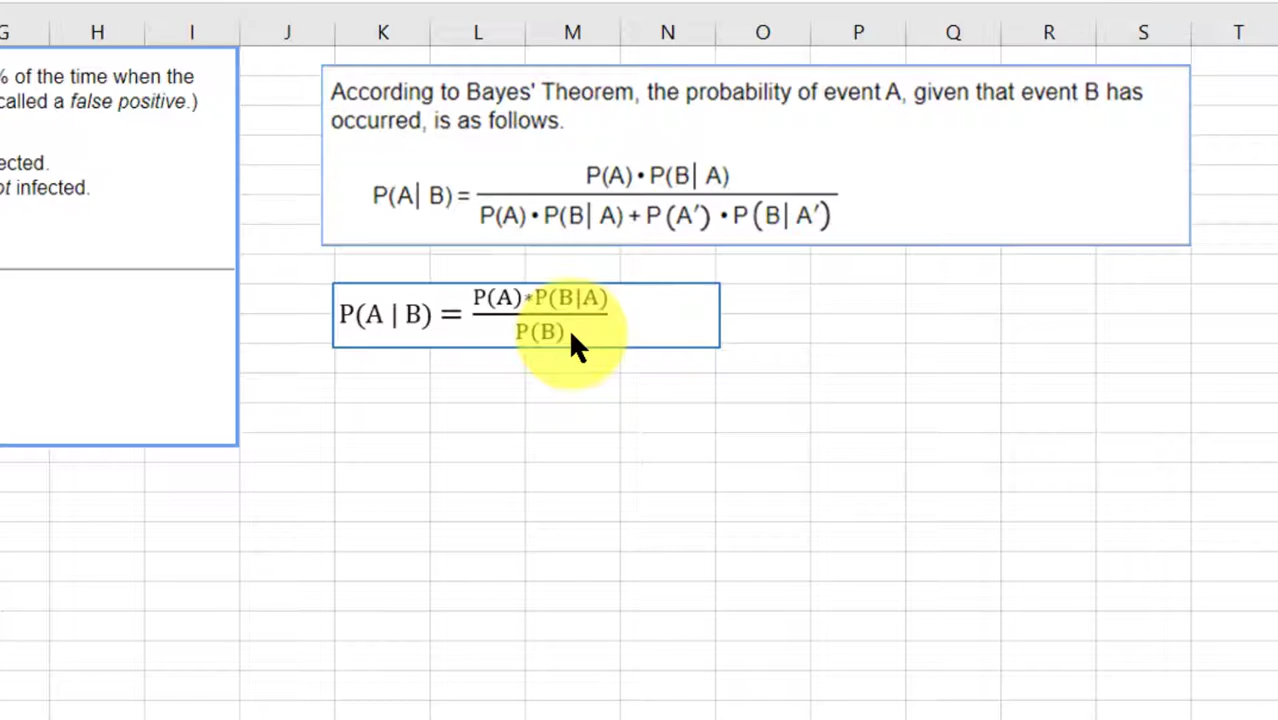 G H I J K L M N O P Q R S T
% of the time when the
called a false positive.)
ected.
ot infected.
According to Bayes' Theorem, the probability of event A, given that event B has
occurred, is as follows.
P(A| B) = P(A) • P(B| A)
P(A) • P(B| A) + P(A′) • P(B| A′)
P(A | B) = P(A)*P(B|A)
P(B)